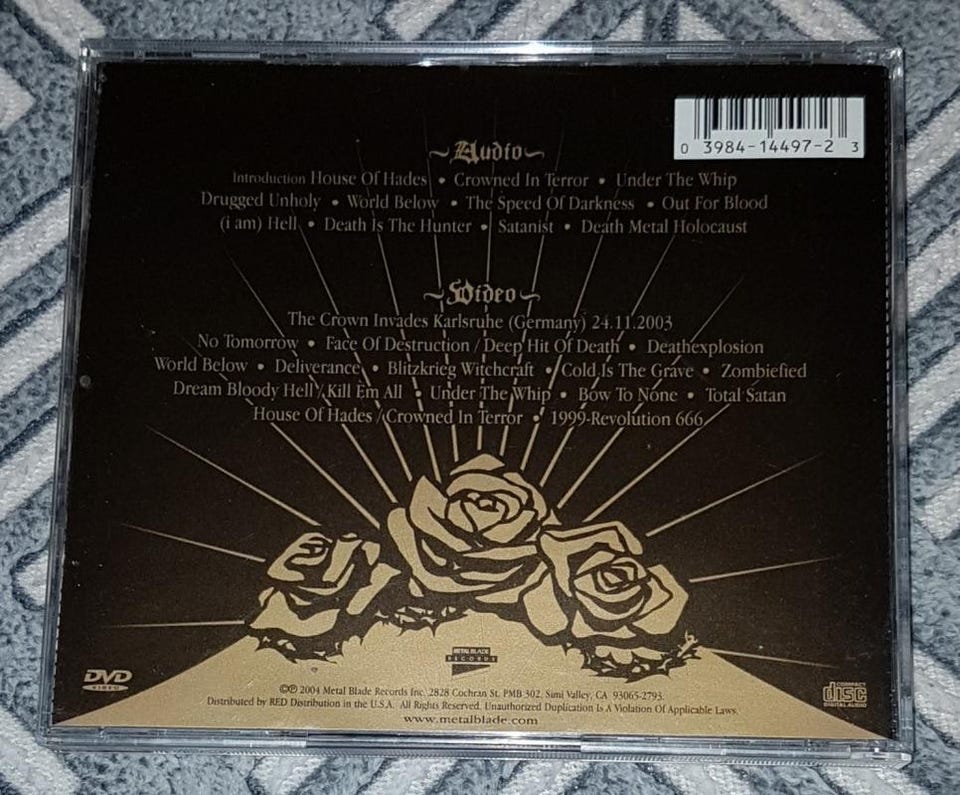 0 3984-14497-2 3
~Audio~
Introduction House Of Hades • Crowned In Terror • Under The Whip
Drugged Unholy • World Below • The Speed Of Darkness • Out For Blood
(i am) Hell • Death Is The Hunter • Satanist • Death Metal Holocaust
~Video~
The Crown Invades Karlsruhe (Germany) 24.11.2003
No Tomorrow • Face Of Destruction / Deep Hit Of Death • Deathexplosion
World Below • Deliverance • Blitzkrieg Witchcraft • Cold Is The Grave • Zombiefied
Dream Bloody Hell / Kill Em All • Under The Whip • Bow To None • Total Satan
House Of Hades / Crowned In Terror • 1999-Revolution 666
METAL BLADE
RECORDS
DVD
VIDEO
©℗ 2004 Metal Blade Records Inc. 2828 Cochran St. PMB 302, Simi Valley, CA 93065-2793.
Distributed by RED Distribution in the U.S.A. All Rights Reserved. Unauthorized Duplication Is A Violation Of Applicable Laws.
www.metalblade.com
COMPACT
disc
DIGITAL AUDIO